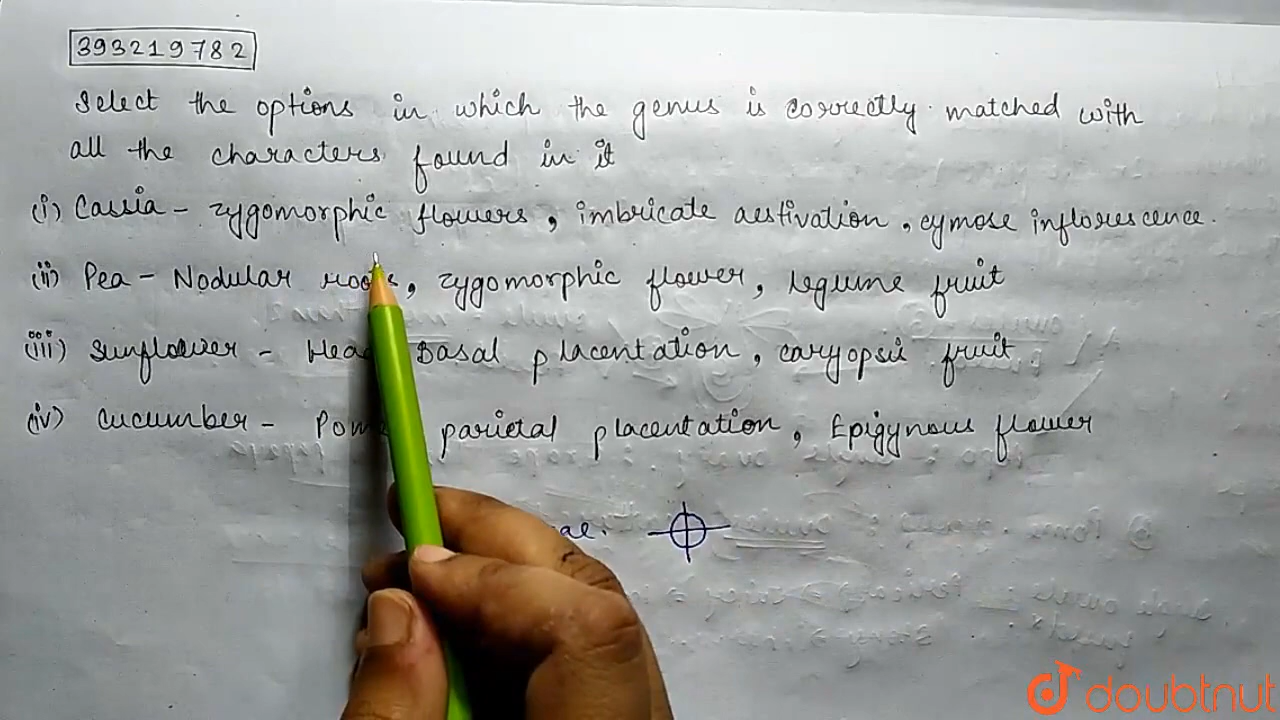 393219782
Select the options in which the genus is correctly matched with
all the characters found in it
(i) Cassia - zygomorphic flowers, imbricate aestivation, cymose inflorescence.
(ii) Pea - Nodular roots, zygomorphic flower, legume fruit
(iii) Sunflower - Head Basal placentation, caryopsis fruit
(iv) Cucumber - parietal placentation, Epigynous flower
doubtnut